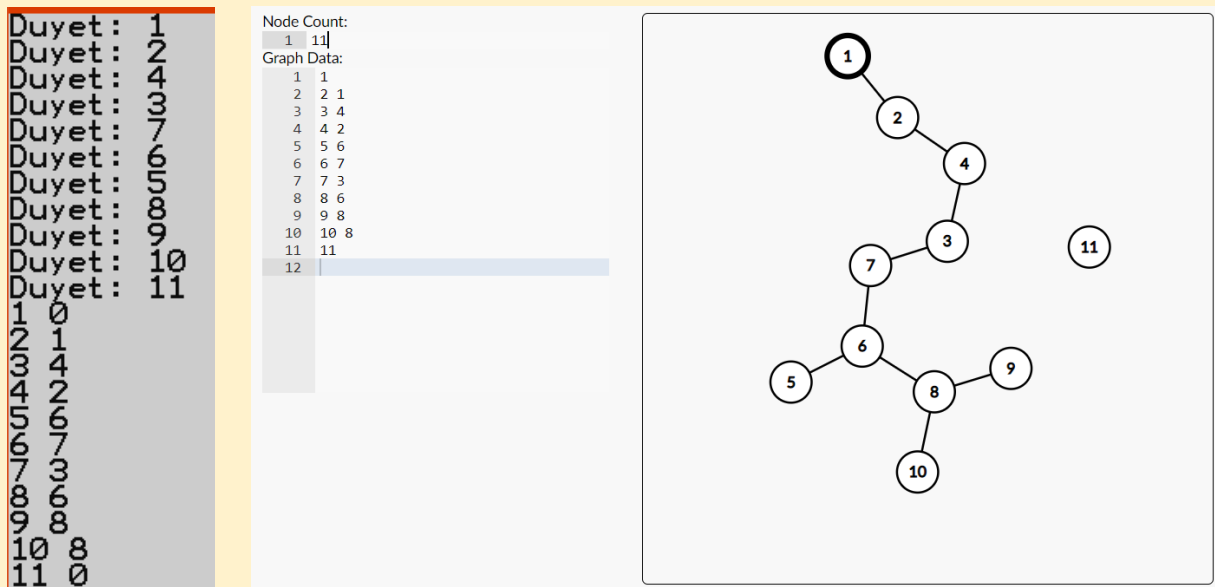 Duyet: 1
Duyet: 2
Duyet: 4
Duyet: 3
Duyet: 7
Duyet: 6
Duyet: 5
Duyet: 8
Duyet: 9
Duyet: 10
Duyet: 11
1 0
2 1
3 4
4 2
5 6
6 7
7 3
8 6
9 8
10 8
11 0
Node Count:
1 11
Graph Data:
1 1
2 2 1
3 3 4
4 4 2
5 5 6
6 6 7
7 7 3
8 8 6
9 9 8
10 10 8
11 11
12
1
2
4
3
11
7
6
9
5
8
10